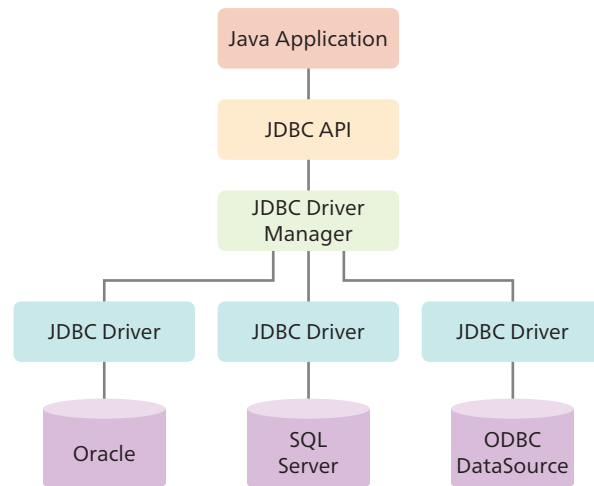 Java Application
JDBC API
JDBC Driver
Manager
JDBC Driver
JDBC Driver
JDBC Driver
Oracle
SQL
Server
ODBC
DataSource